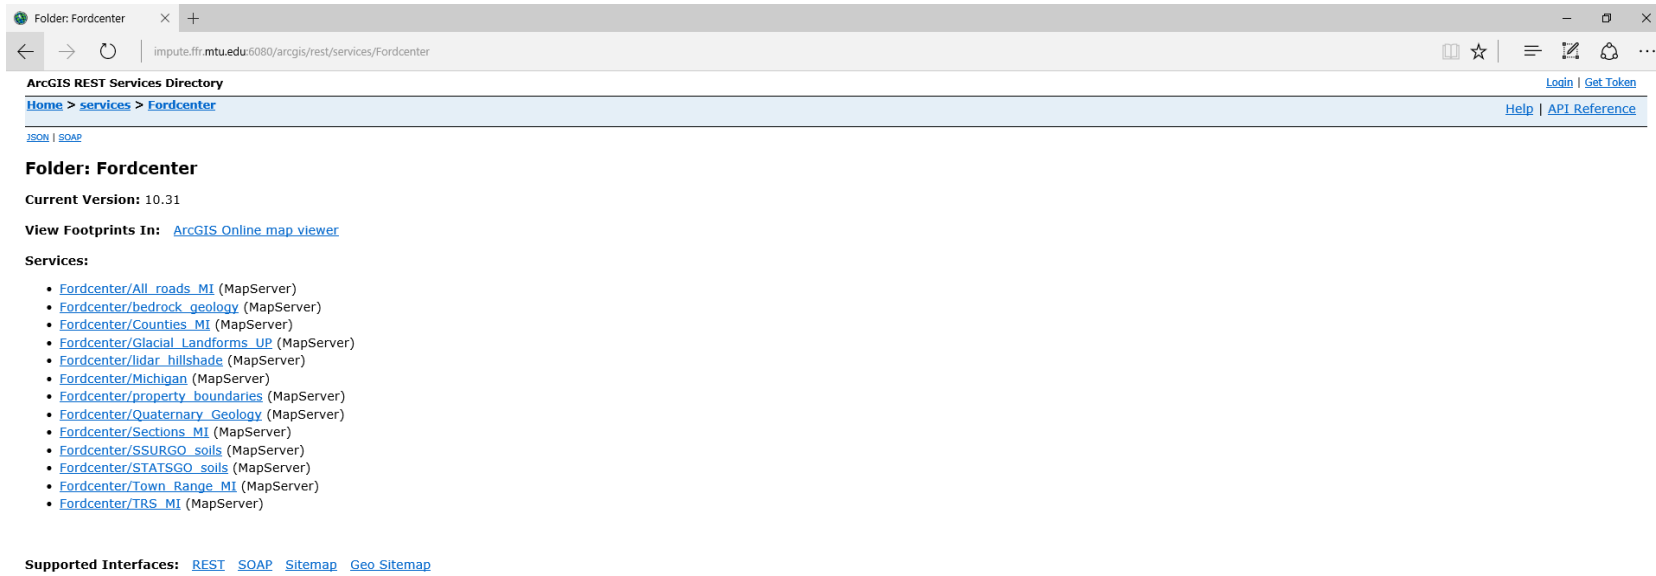 Folder: Fordcenter
impute.ffr.mtu.edu:6080/arcgis/rest/services/Fordcenter
ArcGIS REST Services Directory
Login | Get Token
Home > services > Fordcenter
Help | API Reference
JSON | SOAP
Folder: Fordcenter
Current Version: 10.31
View Footprints In: ArcGIS Online map viewer
Services:
• Fordcenter/All_roads_MI (MapServer)
• Fordcenter/bedrock_geology (MapServer)
• Fordcenter/Counties_MI (MapServer)
• Fordcenter/Glacial_Landforms_UP (MapServer)
• Fordcenter/lidar_hillshade (MapServer)
• Fordcenter/Michigan (MapServer)
• Fordcenter/property_boundaries (MapServer)
• Fordcenter/Quaternary_Geology (MapServer)
• Fordcenter/Sections_MI (MapServer)
• Fordcenter/SSURGO_soils (MapServer)
• Fordcenter/STATSGO_soils (MapServer)
• Fordcenter/Town_Range_MI (MapServer)
• Fordcenter/TRS_MI (MapServer)
Supported Interfaces: REST SOAP Sitemap Geo Sitemap